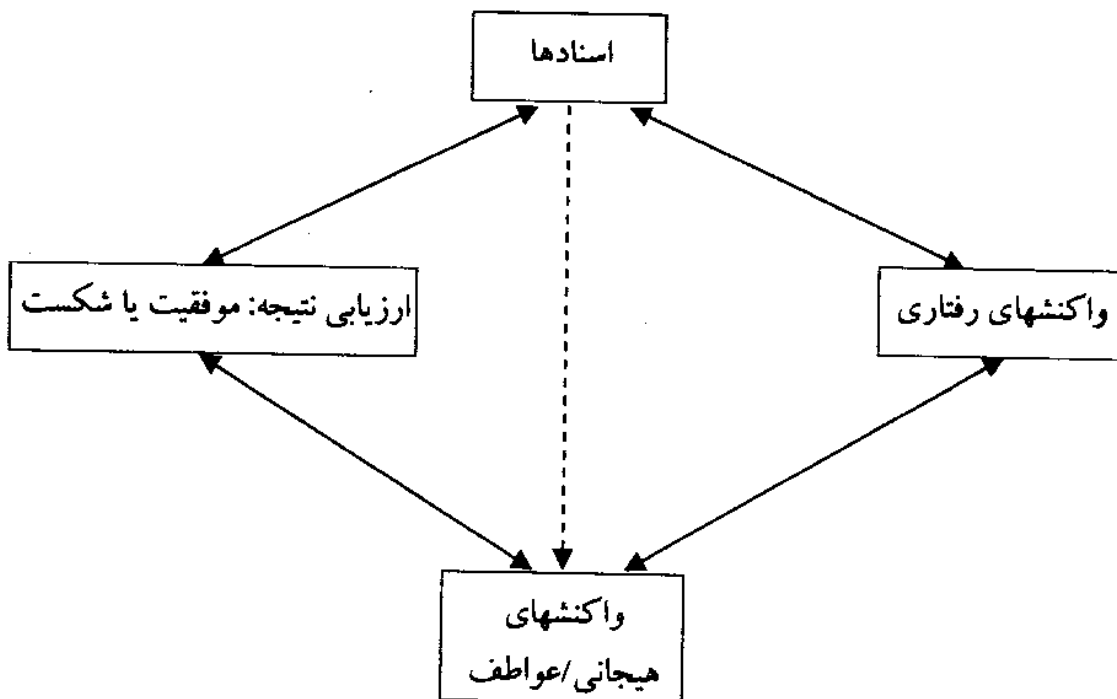 اسنادها
واکنشهای رفتاری
ارزیابی نتیجه: موفقیت یا شکست
واکنشهای
هیجانی/عواطف